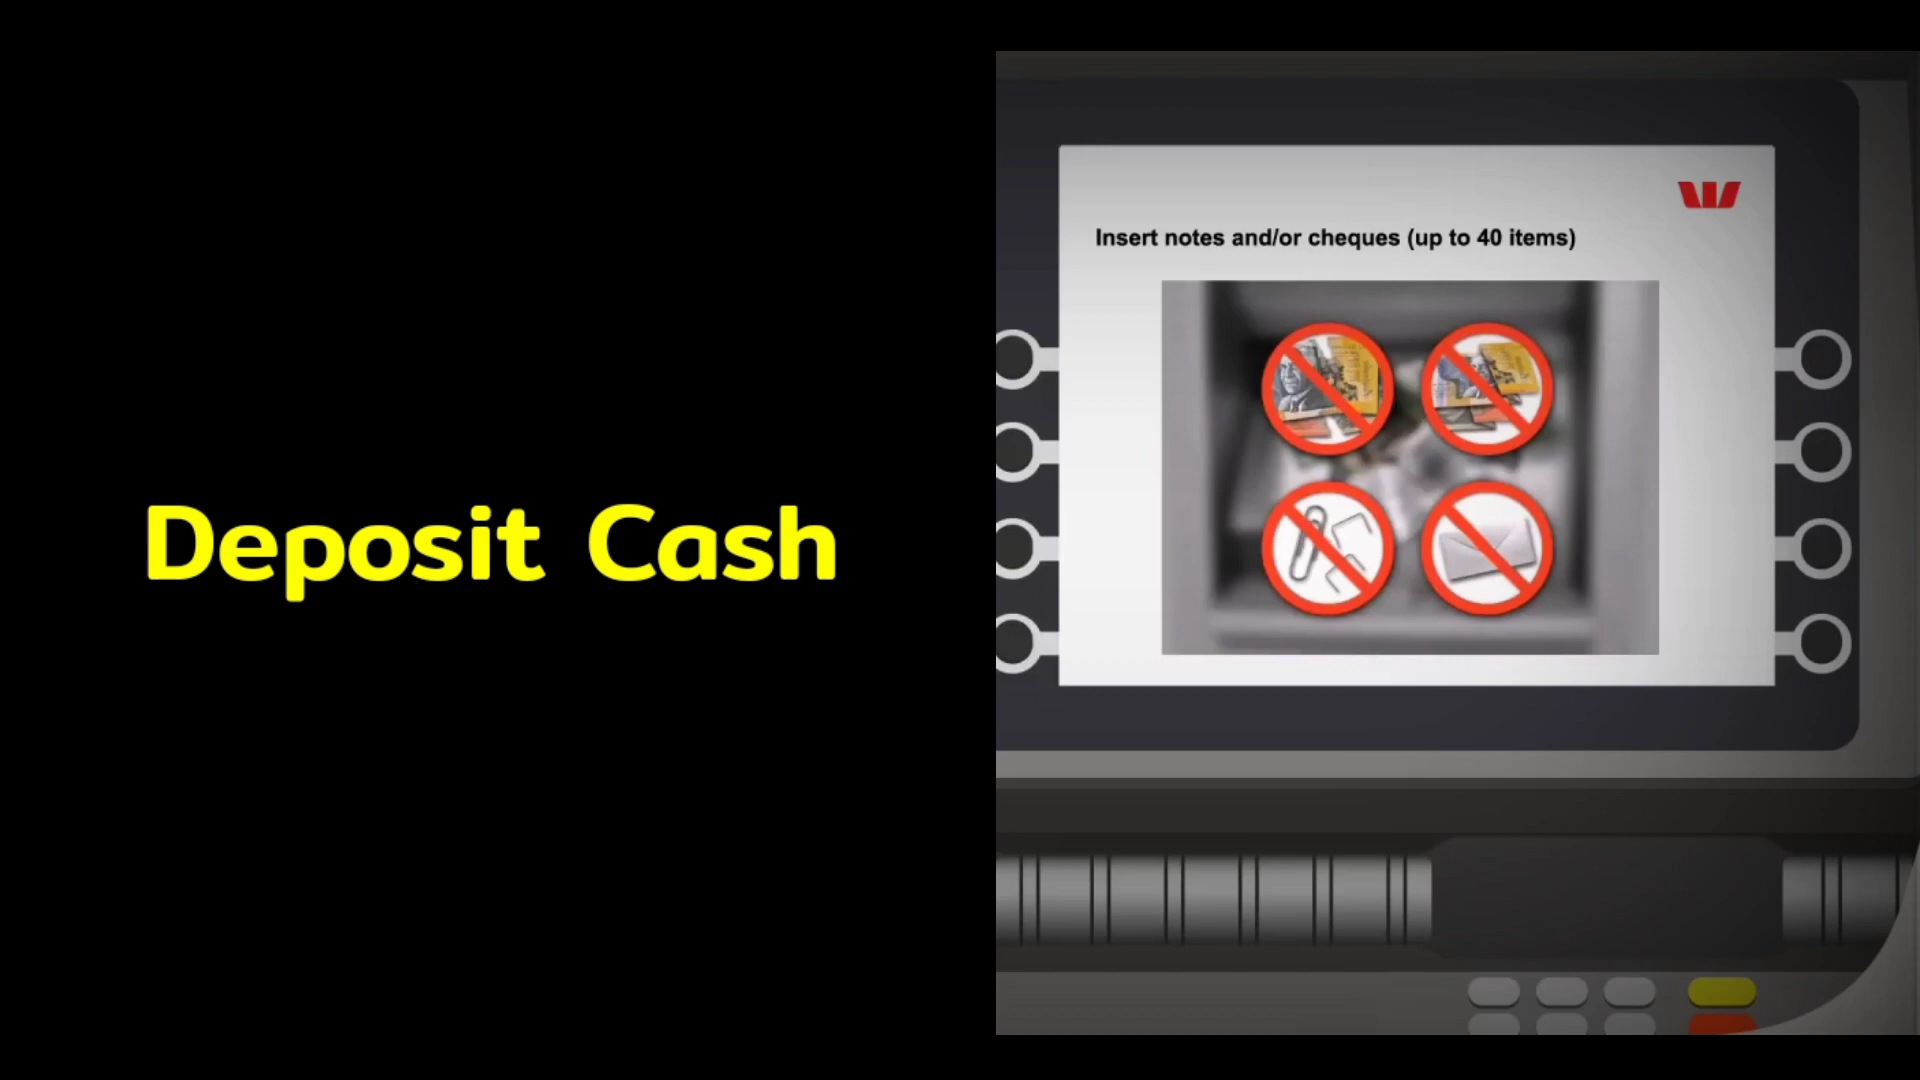 Deposit Cash
Insert notes and/or cheques (up to 40 items)